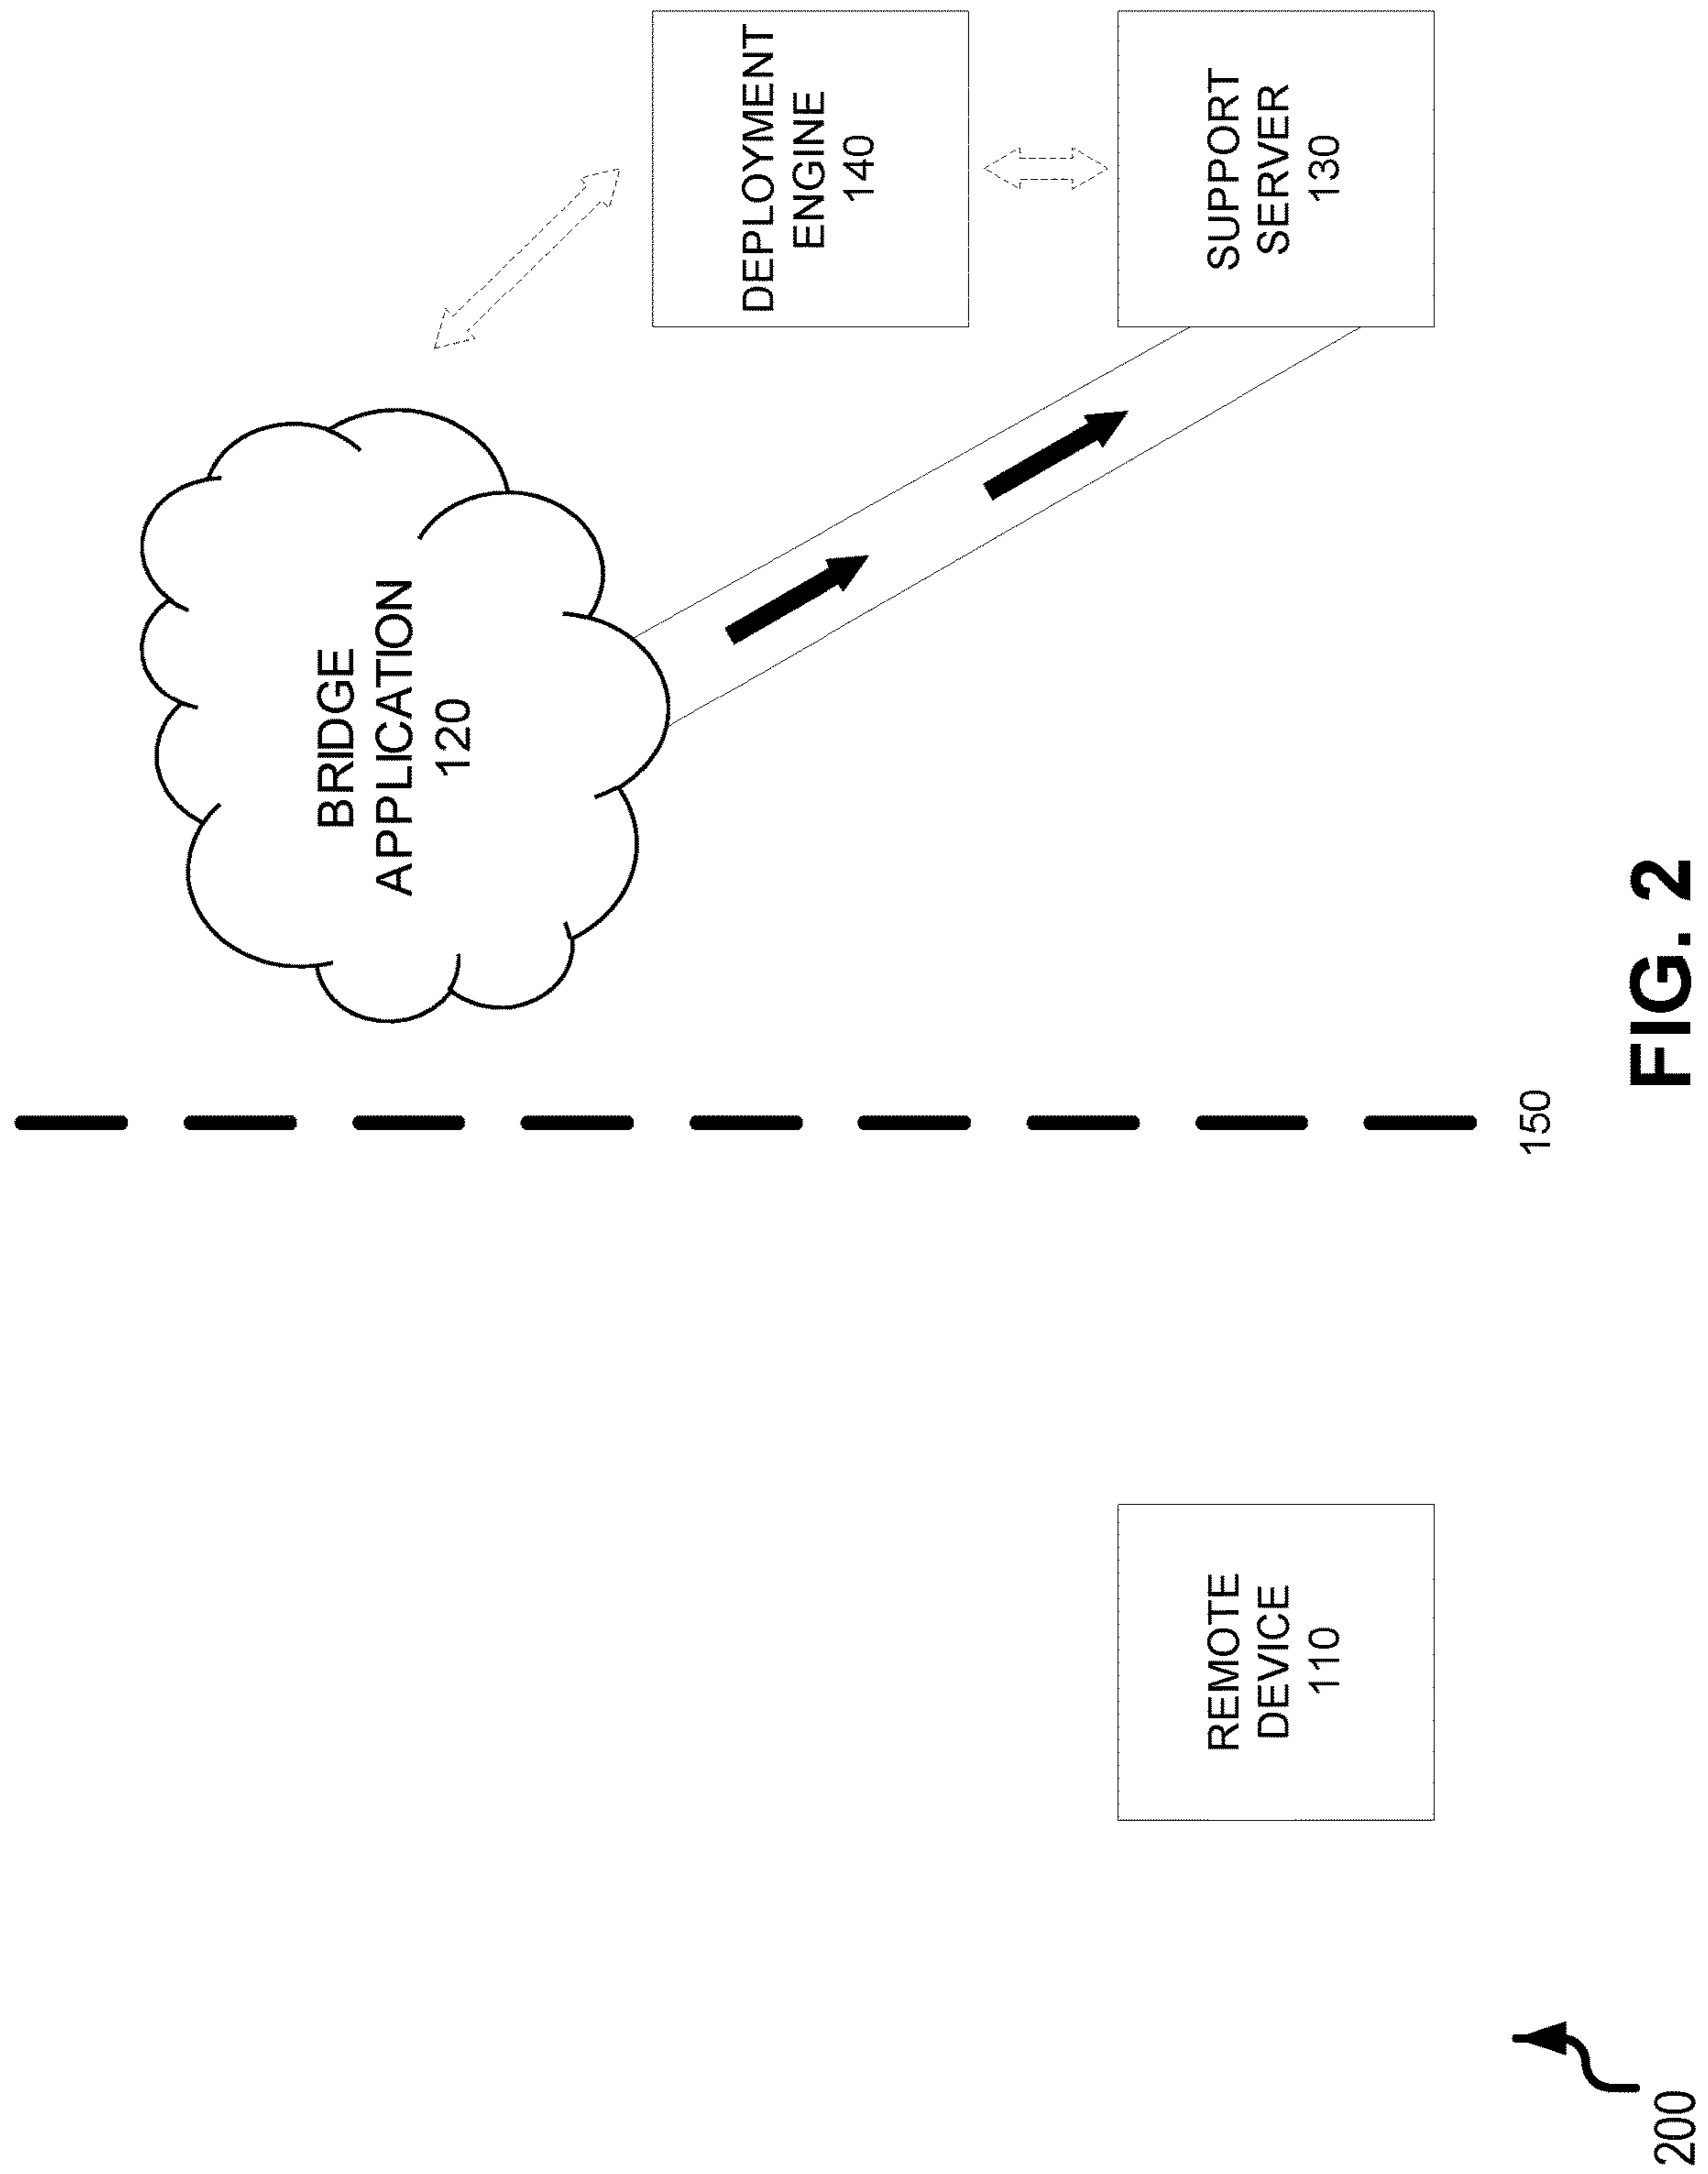 BRIDGE
APPLICATION
120
DEPLOYMENT
ENGINE
140
REMOTE
DEVICE
110
SUPPORT
SERVER
130
150
200
FIG. 2